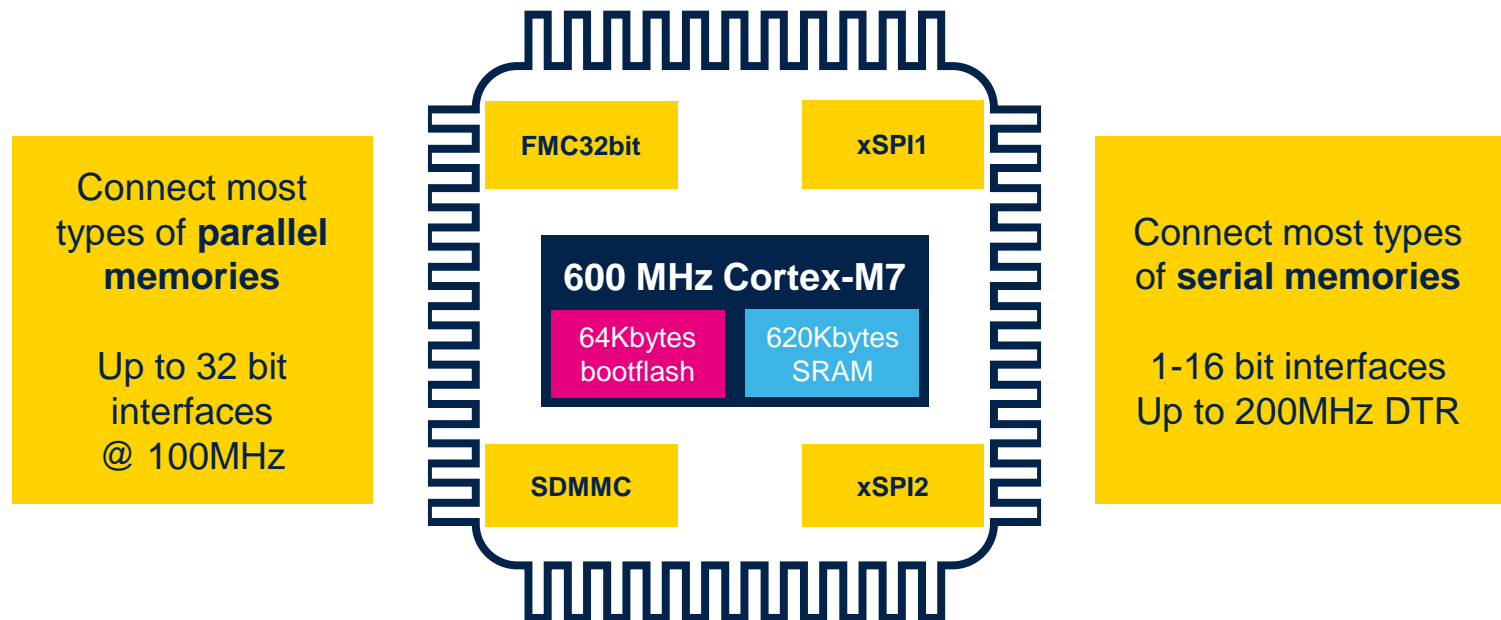 Connect most
types of parallel
memories
Up to 32 bit
interfaces
@ 100MHz
FMC32bit
xSPI1
600 MHz Cortex-M7
64Kbytes
bootflash
620Kbytes
SRAM
SDMMC
xSPI2
Connect most types
of serial memories
1-16 bit interfaces
Up to 200MHz DTR